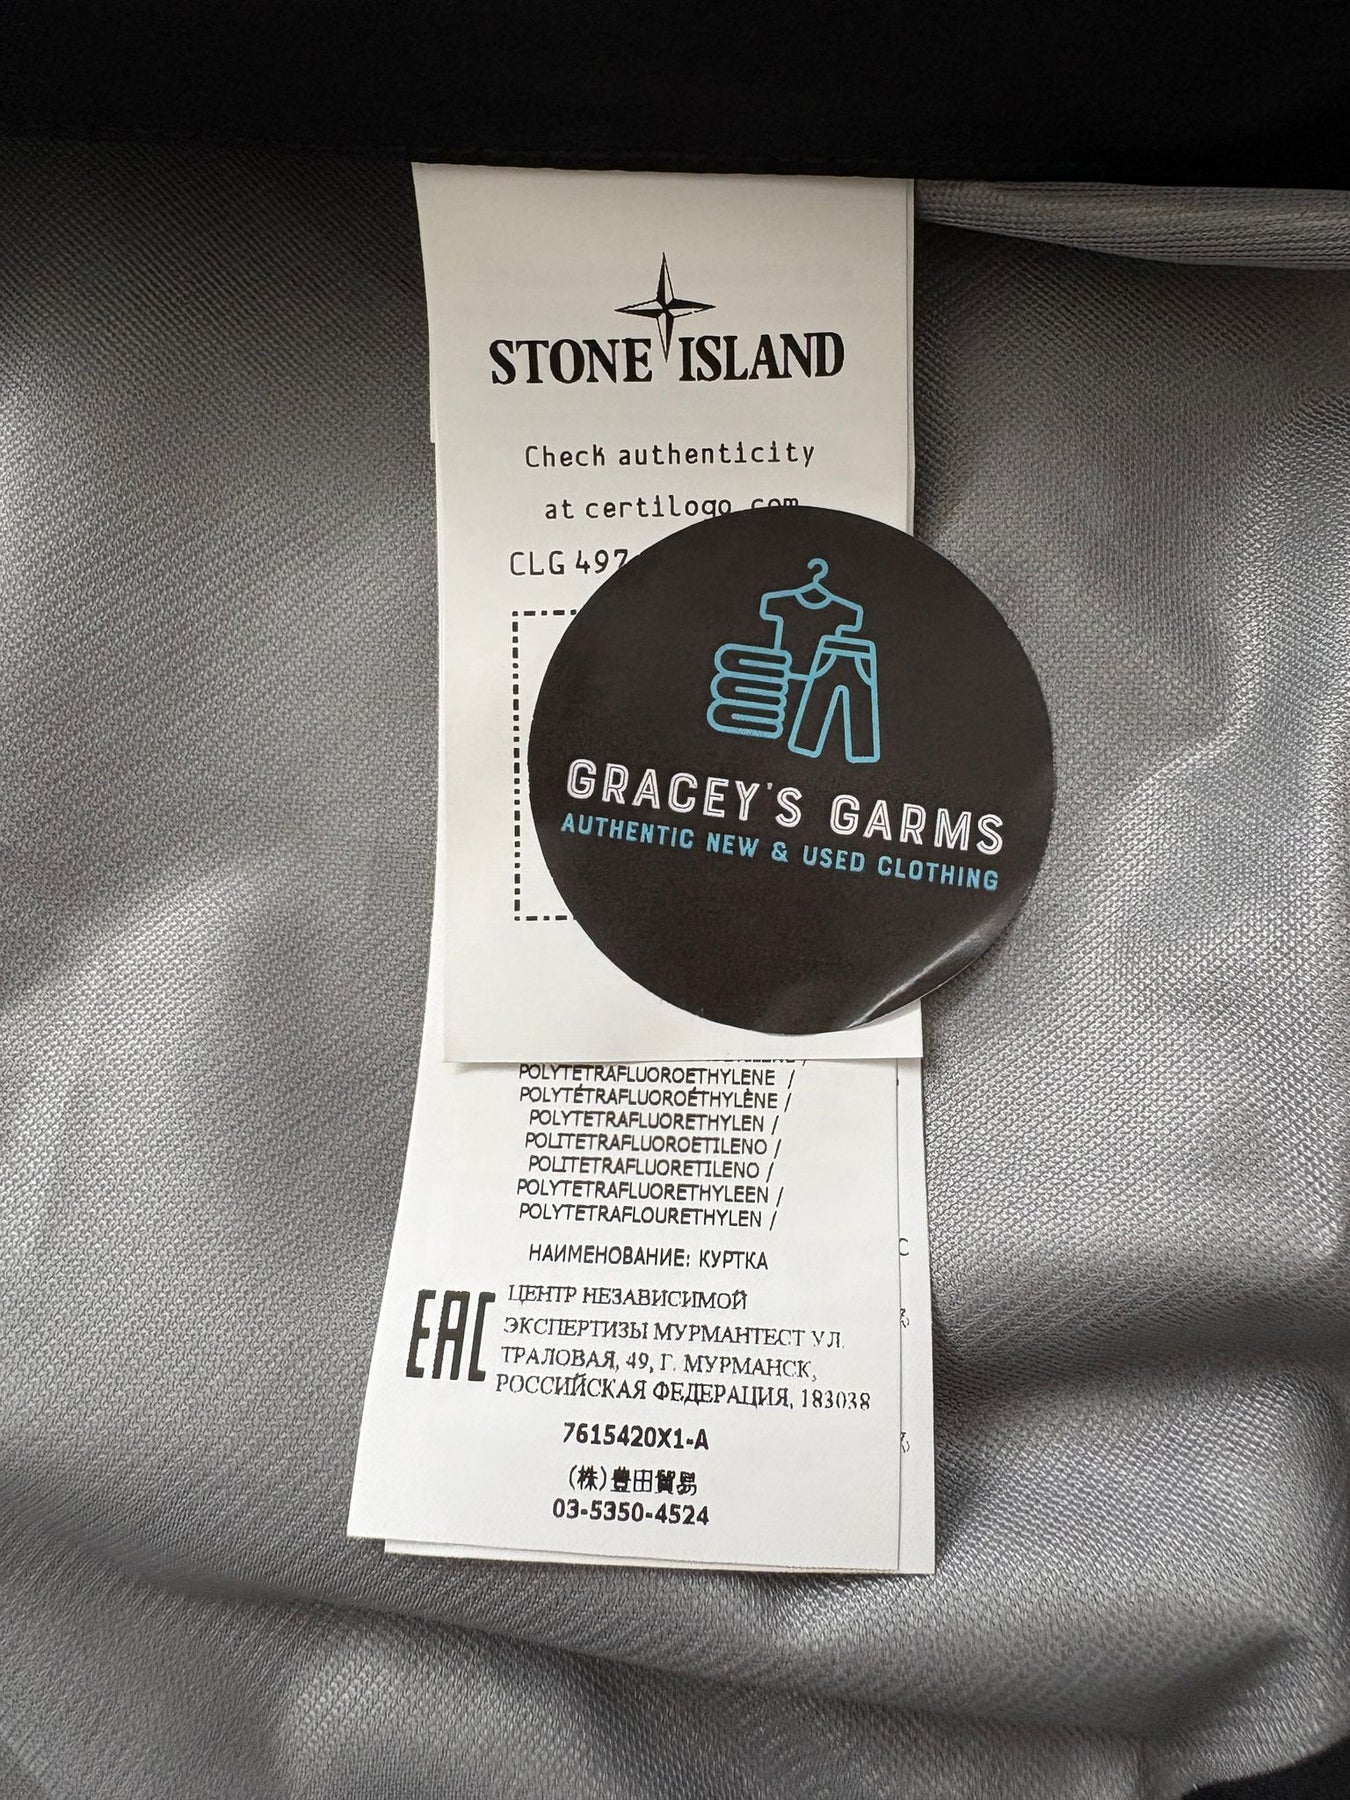 STONE ISLAND
Check authenticity
at certilogo.com
CLG 497
GRACEY'S GARMS
AUTHENTIC NEW & USED CLOTHING
POLYTETRAFLUOROETHYLENE /
POLYTÉTRAFLUOROÉTHYLÈNE /
POLYTETRAFLUORETHYLEN /
POLITETRAFLUOROETILENO /
POLITETRAFLUORETILENO /
POLYTETRAFLUORETHYLEEN /
POLYTETRAFLOURETHYLEN /
НАИМЕНОВАНИЕ: КУРТКА
EAC
ЦЕНТР НЕЗАВИСИМОЙ
ЭКСПЕРТИЗЫ МУРМАНТЕСТ УЛ.
ТРАЛОВАЯ, 49, Г. МУРМАНСК,
РОССИЙСКАЯ ФЕДЕРАЦИЯ, 183038
7615420X1-A
(株)豊田貿易
03-5350-4524